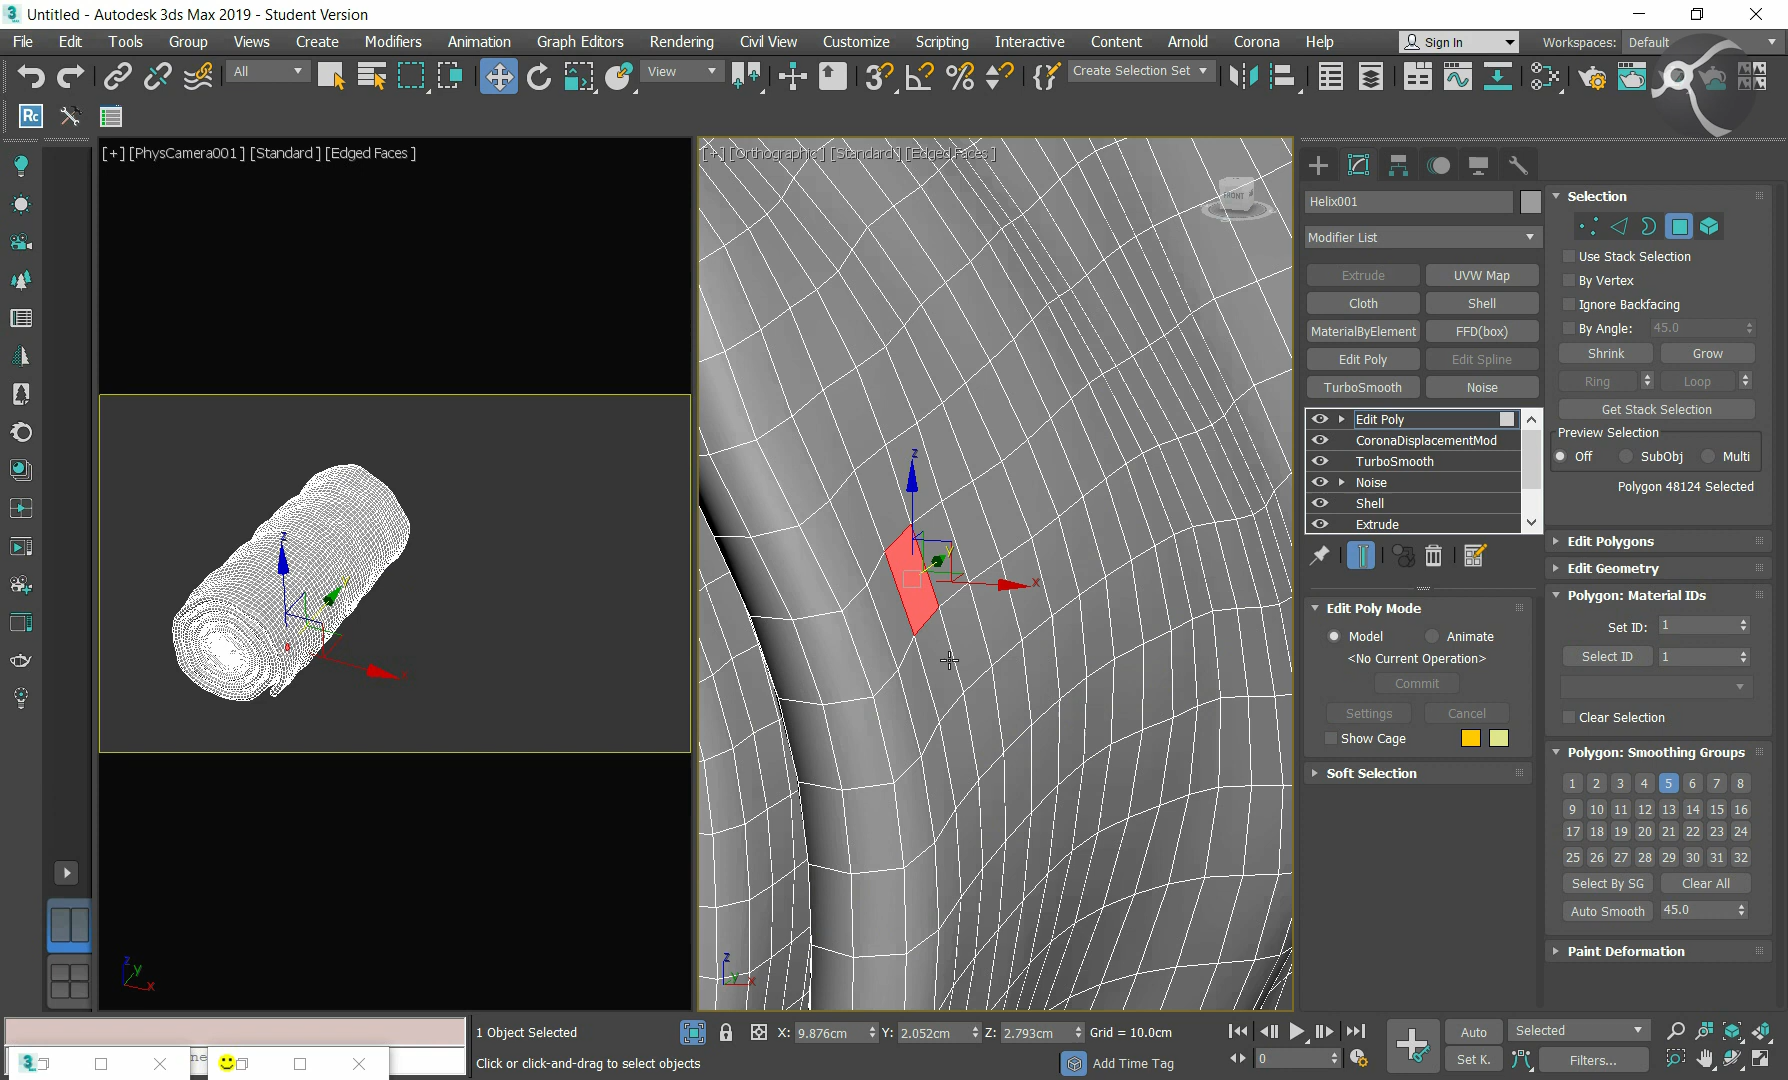 Untitled - Autodesk 3ds Max 2019 - Student Version
File Edit Tools Group Views Create Modifiers Animation Graph Editors Rendering Civil View Customize Scripting Interactive Content Arnold Corona Help Sign In Workspaces: Default
All View Create Selection Set
Rc
[+] [PhysCamera001] [Standard] [Edged Faces]
[+] [Orthographic] [Standard] [Edged Faces]
FRONT
Helix001
Modifier List
Extrude UVW Map
Cloth Shell
MaterialByElement FFD(box)
Edit Poly Edit Spline
TurboSmooth Noise
Edit Poly
CoronaDisplacementMod
TurboSmooth
Noise
Shell
Extrude
Edit Poly Mode
Model Animate
<No Current Operation>
Commit
Settings Cancel
Show Cage
Soft Selection
Selection
Use Stack Selection
By Vertex
Ignore Backfacing
By Angle: 45.0
Shrink Grow
Ring Loop
Get Stack Selection
Preview Selection
Off SubObj Multi
Polygon 48124 Selected
Edit Polygons
Edit Geometry
Polygon: Material IDs
Set ID: 1
Select ID 1
Clear Selection
Polygon: Smoothing Groups
1 2 3 4 5 6 7 8
9 10 11 12 13 14 15 16
17 18 19 20 21 22 23 24
25 26 27 28 29 30 31 32
Select By SG Clear All
Auto Smooth 45.0
Paint Deformation
z
y
x
z
y
x
z
y
x
z
y
x
1 Object Selected X: 9.876cm Y: 2.052cm Z: 2.793cm Grid = 10.0cm
Click or click-and-drag to select objects Add Time Tag
0
Auto Selected
Set K. Filters...